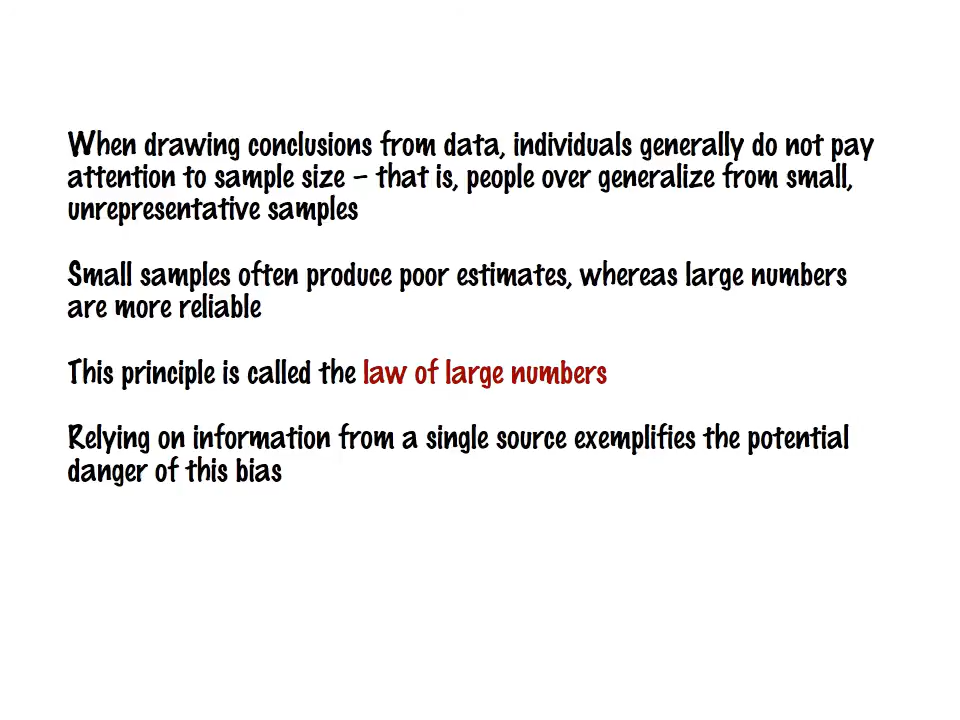 When drawing conclusions from data, individuals generally do not pay
attention to sample size – that is, people over generalize from small,
unrepresentative samples
Small samples often produce poor estimates, whereas large numbers
are more reliable
This principle is called the law of large numbers
Relying on information from a single source exemplifies the potential
danger of this bias